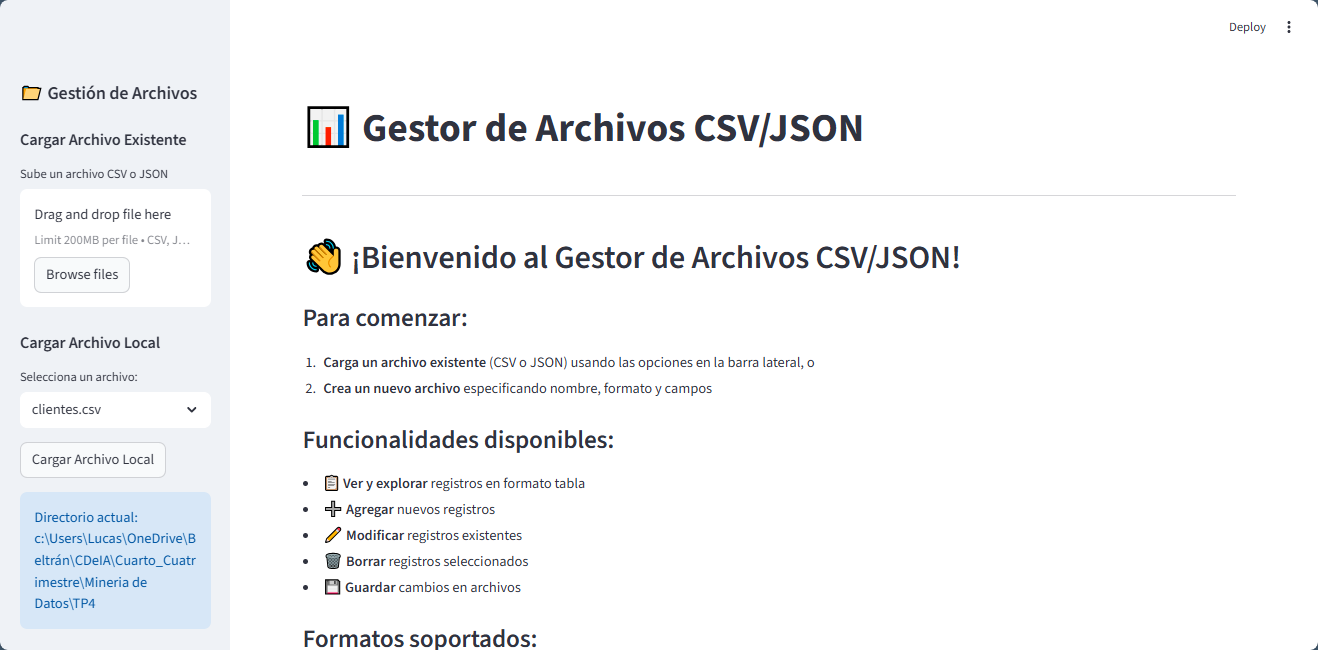 Deploy
Gestión de Archivos
Cargar Archivo Existente
Sube un archivo CSV o JSON
Drag and drop file here
Limit 200MB per file • CSV, J…
Browse files
Cargar Archivo Local
Selecciona un archivo:
clientes.csv
Cargar Archivo Local
Directorio actual:
c:\Users\Lucas\OneDrive\B
eltrán\CDeIA\Cuarto_Cuatr
imestre\Mineria de
Datos\TP4
Gestor de Archivos CSV/JSON
¡Bienvenido al Gestor de Archivos CSV/JSON!
Para comenzar:
1. Carga un archivo existente (CSV o JSON) usando las opciones en la barra lateral, o
2. Crea un nuevo archivo especificando nombre, formato y campos
Funcionalidades disponibles:
• Ver y explorar registros en formato tabla
• Agregar nuevos registros
• Modificar registros existentes
• Borrar registros seleccionados
• Guardar cambios en archivos
Formatos soportados: